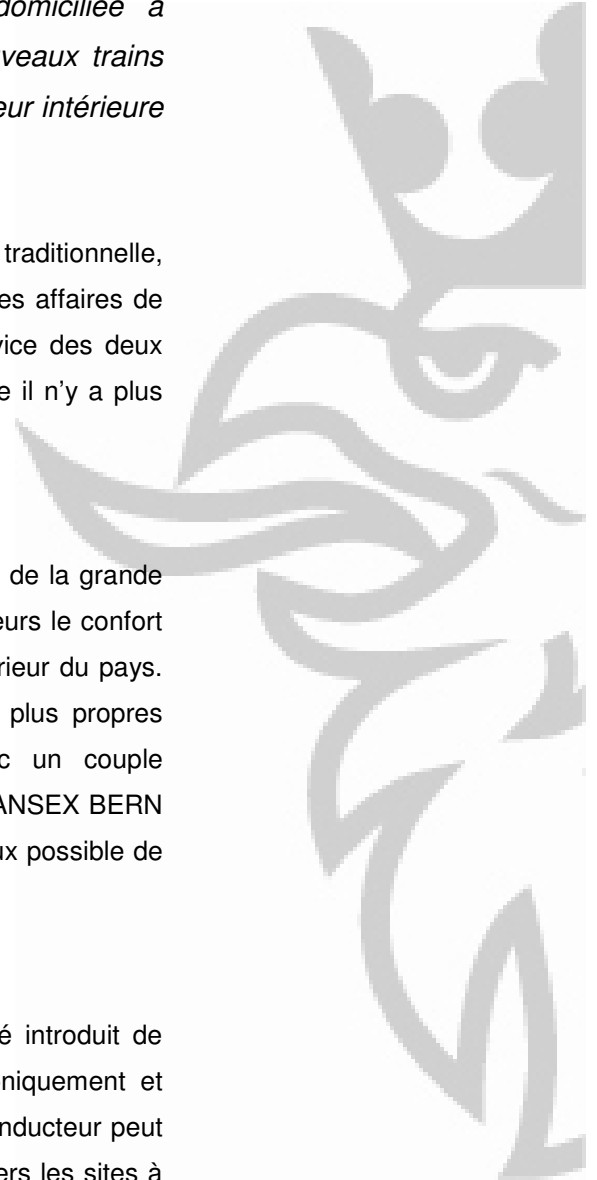 domiciliée à
veaux trains
eur intérieure
traditionnelle,
es affaires de
vice des deux
e il n'y a plus
de la grande
eurs le confort
rieur du pays.
plus propres
c un couple
ANSEX BERN
ux possible de
é introduit de
niquement et
nducteur peut
ers les sites à